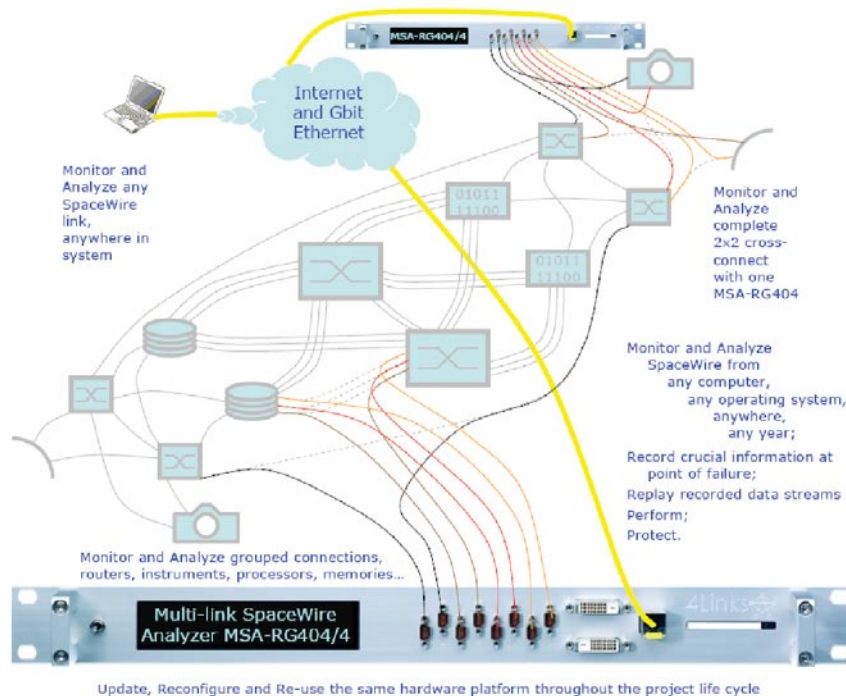 MSA-RG404/4
Internet
and Gbit
Ethernet
Monitor and
Analyze any
SpaceWire
link,
anywhere in
system
01011
11100
01011
11100
Monitor and
Analyze
complete
2x2 cross-
connect
with one
MSA-RG404
Monitor and Analyze
SpaceWire from
any computer,
any operating system,
anywhere,
any year;
Record crucial information at
point of failure;
Replay recorded data streams
Perform;
Protect.
Monitor and Analyze grouped connections,
routers, instruments, processors, memories...
Multi-link SpaceWire
Analyzer MSA-RG404/4
4Links
Update, Reconfigure and Re-use the same hardware platform throughout the project life cycle